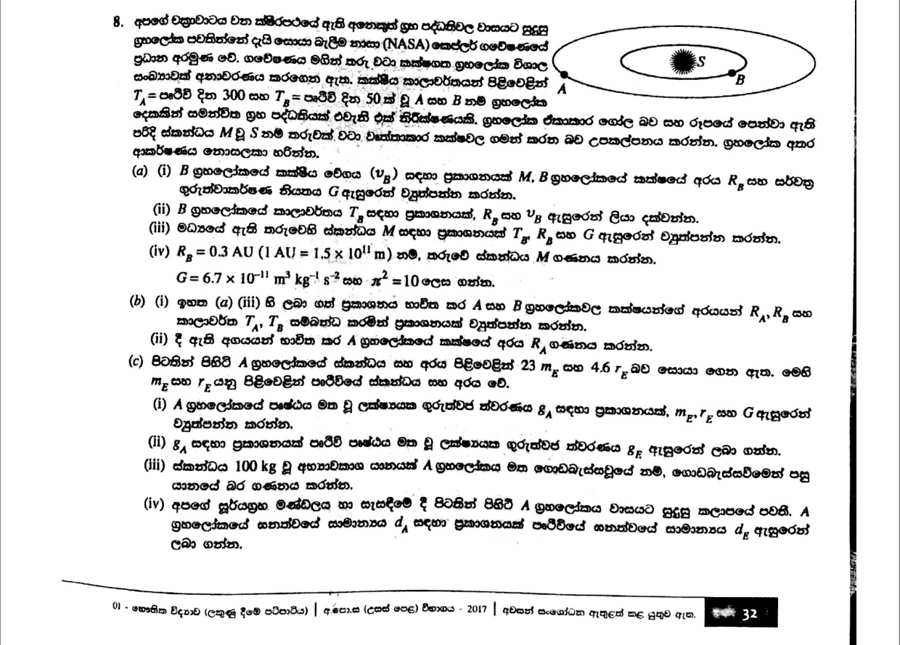 8. අපගේ චක්‍රාවාටය වන ක්ෂීරපථයේ ඇති අනෙකුත් ග්‍රහ පද්ධතිවල වාසයට සුදුසු
ග්‍රහලෝක පවතින්නේ දැයි සොයා බැලීම නාසා (NASA) කෙප්ලර් ගවේෂණයේ
ප්‍රධාන අරමුණ වේ. ගවේෂණය මගින් තරු වටා කක්ෂගත ග්‍රහලෝක විශාල
සංඛ්‍යාවක් අනාවරණය කරගෙන ඇත. කක්ෂීය කාලාවර්තයන් පිළිවෙළින්
T_A = පෘථිවි දින 300 සහ T_B = පෘථිවි දින 50 ක් වූ A සහ B නම් ග්‍රහලෝක
දෙකකින් සමන්විත ග්‍රහ පද්ධතියක් එවැනි එක් නිරීක්ෂණයකි. ග්‍රහලෝක ඒකාකාර ගෝල බව සහ රූපයේ පෙන්වා ඇති
පරිදි ස්කන්ධය M වූ S නම් තරුවක් වටා වෘත්තාකාර කක්ෂවල ගමන් කරන බව උපකල්පනය කරන්න. ග්‍රහලෝක අතර
ආකර්ෂණය නොසලකා හරින්න.
S
A
B
(a) (i) B ග්‍රහලෝකයේ කක්ෂීය වේගය (υ_B) සඳහා ප්‍රකාශනයක් M, B ග්‍රහලෝකයේ කක්ෂයේ අරය R_B සහ සර්වත්‍ර
ගුරුත්වාකර්ෂණ නියතය G ඇසුරෙන් ව්‍යුත්පන්න කරන්න.
(ii) B ග්‍රහලෝකයේ කාලාවර්තය T_B සඳහා ප්‍රකාශනයක්, R_B සහ υ_B ඇසුරෙන් ලියා දක්වන්න.
(iii) මධ්‍යයේ ඇති තරුවෙහි ස්කන්ධය M සඳහා ප්‍රකාශනයක් T_B, R_B සහ G ඇසුරෙන් ව්‍යුත්පන්න කරන්න.
(iv) R_B = 0.3 AU (1 AU = 1.5 × 10¹¹ m) නම්, තරුවේ ස්කන්ධය M ගණනය කරන්න.
G = 6.7 × 10⁻¹¹ m³ kg⁻¹ s⁻² සහ π² = 10 ලෙස ගන්න.
(b) (i) ඉහත (a) (iii) හි ලබා ගත් ප්‍රකාශනය භාවිත කර A සහ B ග්‍රහලෝකවල කක්ෂයන්ගේ අරයයන් R_A, R_B සහ
කාලාවර්ත T_A, T_B සම්බන්ධ කරමින් ප්‍රකාශනයක් ව්‍යුත්පන්න කරන්න.
(ii) දී ඇති අගයයන් භාවිත කර A ග්‍රහලෝකයේ කක්ෂයේ අරය R_A ගණනය කරන්න.
(c) පිටතින් පිහිටි A ග්‍රහලෝකයේ ස්කන්ධය සහ අරය පිළිවෙළින් 23 m_E සහ 4.6 r_E බව සොයා ගෙන ඇත. මෙහි
m_E සහ r_E යනු පිළිවෙළින් පෘථිවියේ ස්කන්ධය සහ අරය වේ.
(i) A ග්‍රහලෝකයේ පෘෂ්ඨය මත වූ ලක්ෂ්‍යයක ගුරුත්වජ ත්වරණය g_A සඳහා ප්‍රකාශනයක්, m_E, r_E සහ G ඇසුරෙන්
ව්‍යුත්පන්න කරන්න.
(ii) g_A සඳහා ප්‍රකාශනයක් පෘථිවි පෘෂ්ඨය මත වූ ලක්ෂ්‍යයක ගුරුත්වජ ත්වරණය g_E ඇසුරෙන් ලබා ගන්න.
(iii) ස්කන්ධය 100 kg වූ අභ්‍යවකාශ යානයක් A ග්‍රහලෝකය මත ගොඩබැස්සවූයේ නම්, ගොඩබැස්සවීමෙන් පසු
යානයේ බර ගණනය කරන්න.
(iv) අපගේ සූර්යග්‍රහ මණ්ඩලය හා සැසඳීමේ දී පිටතින් පිහිටි A ග්‍රහලෝකය වාසයට සුදුසු කලාපයේ පවතී. A
ග්‍රහලෝකයේ ඝනත්වයේ සාමාන්‍යය d_A සඳහා ප්‍රකාශනයක් පෘථිවියේ ඝනත්වයේ සාමාන්‍යය d_E ඇසුරෙන්
ලබා ගන්න.
01 - භෞතික විද්‍යාව (ලකුණු දීමේ පටිපාටිය) | අ.පො.ස (උසස් පෙළ) විභාගය - 2017 | අවසන් සංශෝධන ඇතුළත් කළ යුතුව ඇත. 32